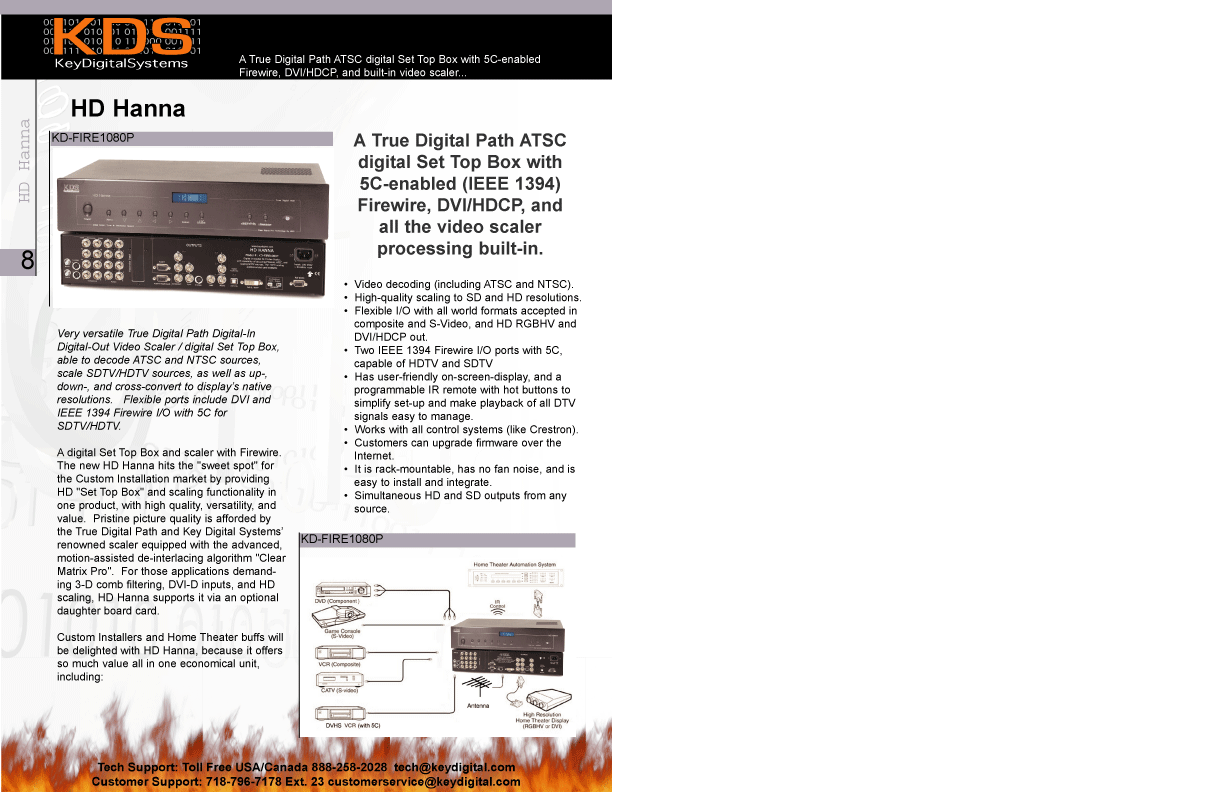 KDS
KeyDigitalSystems
A True Digital Path ATSC digital Set Top Box with 5C-enabled
Firewire, DVI/HDCP, and built-in video scaler...
HD Hanna
HD Hanna
8
KD-FIRE1080P
KDS
OUTPUTS
HD HANNA
Very versatile True Digital Path Digital-In
Digital-Out Video Scaler / digital Set Top Box,
able to decode ATSC and NTSC sources,
scale SDTV/HDTV sources, as well as up-,
down-, and cross-convert to display's native
resolutions.   Flexible ports include DVI and
IEEE 1394 Firewire I/O with 5C for
SDTV/HDTV.
A digital Set Top Box and scaler with Firewire.
The new HD Hanna hits the "sweet spot" for
the Custom Installation market by providing
HD "Set Top Box" and scaling functionality in
one product, with high quality, versatility, and
value.  Pristine picture quality is afforded by
the True Digital Path and Key Digital Systems'
renowned scaler equipped with the advanced,
motion-assisted de-interlacing algorithm "Clear
Matrix Pro".  For those applications demand-
ing 3-D comb filtering, DVI-D inputs, and HD
scaling, HD Hanna supports it via an optional
daughter board card.
Custom Installers and Home Theater buffs will
be delighted with HD Hanna, because it offers
so much value all in one economical unit,
including:
A True Digital Path ATSC
digital Set Top Box with
5C-enabled (IEEE 1394)
Firewire, DVI/HDCP, and
all the video scaler
processing built-in.
• Video decoding (including ATSC and NTSC).
• High-quality scaling to SD and HD resolutions.
• Flexible I/O with all world formats accepted in
composite and S-Video, and HD RGBHV and
DVI/HDCP out.
• Two IEEE 1394 Firewire I/O ports with 5C,
capable of HDTV and SDTV
• Has user-friendly on-screen-display, and a
programmable IR remote with hot buttons to
simplify set-up and make playback of all DTV
signals easy to manage.
• Works with all control systems (like Crestron).
• Customers can upgrade firmware over the
Internet.
• It is rack-mountable, has no fan noise, and is
easy to install and integrate.
• Simultaneous HD and SD outputs from any
source.
KD-FIRE1080P
Home Theater Automation System
DVD (Component )
IR
Control
Game Console
(S-Video)
VCR (Composite)
CATV (S-video)
Antenna
DVHS VCR (with 5C)
High Resolution
Home Theater Display
(RGBHV or DVI)
Tech Support: Toll Free USA/Canada 888-258-2028  tech@keydigital.com
Customer Support: 718-796-7178 Ext. 23 customerservice@keydigital.com